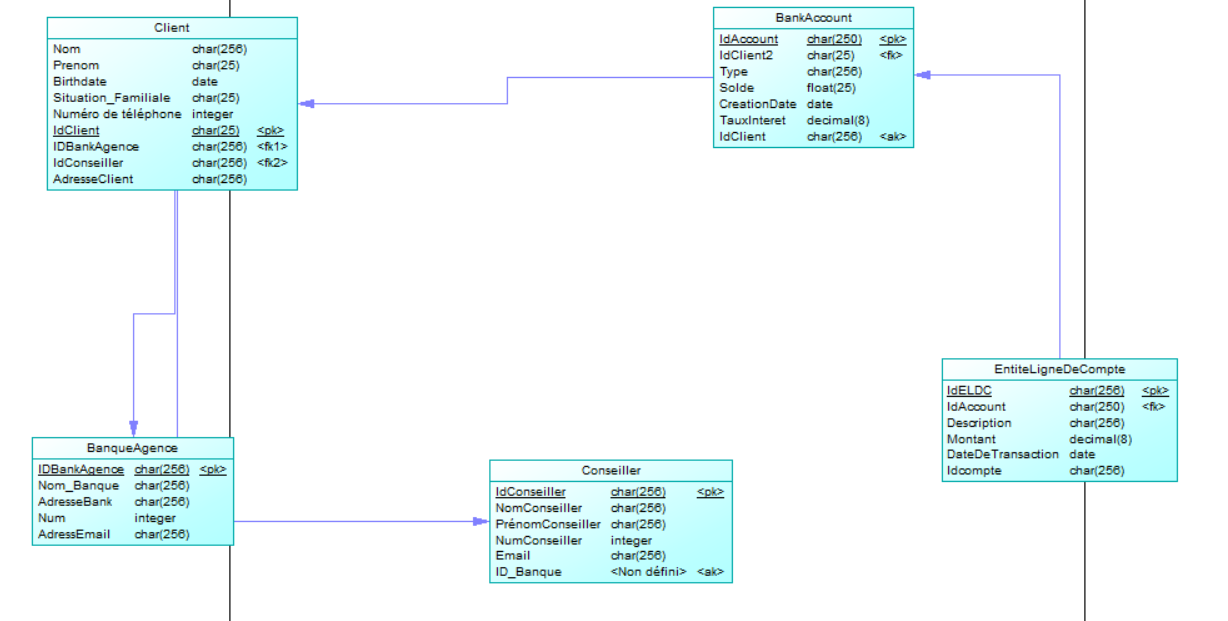 Client
Nom char(256)
Prenom char(25)
Birthdate date
Situation_Familiale char(25)
Numéro de téléphone integer
IdClient char(25) <pk>
IDBankAgence char(256) <fk1>
IdConseiller char(256) <fk2>
AdresseClient char(256)
BankAccount
IdAccount char(250) <pk>
IdClient2 char(25) <fk>
Type char(256)
Solde float(25)
CreationDate date
TauxInteret decimal(8)
IdClient char(256) <ak>
EntiteLigneDeCompte
IdELDC char(256) <pk>
IdAccount char(250) <fk>
Description char(256)
Montant decimal(8)
DateDeTransaction date
Idcompte char(256)
BanqueAgence
IDBankAgence char(256) <pk>
Nom_Banque char(256)
AdresseBank char(256)
Num integer
AdressEmail char(256)
Conseiller
IdConseiller char(256) <pk>
NomConseiller char(256)
PrénomConseiller char(256)
NumConseiller integer
Email char(256)
ID_Banque <Non défini> <ak>